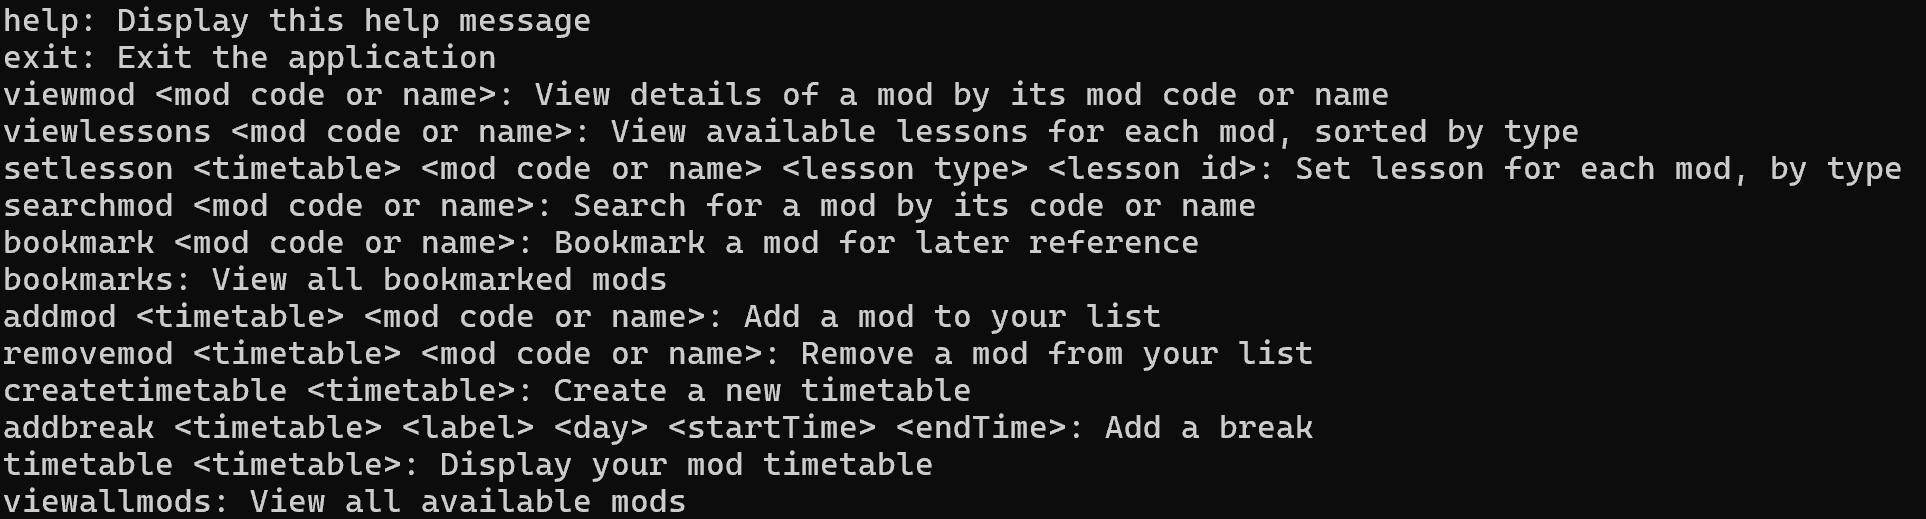 help: Display this help message
exit: Exit the application
viewmod <mod code or name>: View details of a mod by its mod code or name
viewlessons <mod code or name>: View available lessons for each mod, sorted by type
setlesson <timetable> <mod code or name> <lesson type> <lesson id>: Set lesson for each mod, by type
searchmod <mod code or name>: Search for a mod by its code or name
bookmark <mod code or name>: Bookmark a mod for later reference
bookmarks: View all bookmarked mods
addmod <timetable> <mod code or name>: Add a mod to your list
removemod <timetable> <mod code or name>: Remove a mod from your list
createtimetable <timetable>: Create a new timetable
addbreak <timetable> <label> <day> <startTime> <endTime>: Add a break
timetable <timetable>: Display your mod timetable
viewallmods: View all available mods